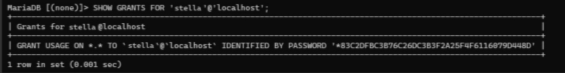 MariaDB [(none)]> SHOW GRANTS FOR 'stella'@'localhost';
+------------------------------------------------------------------------------------------------+
| Grants for stella@localhost |
+------------------------------------------------------------------------------------------------+
| GRANT USAGE ON *.* TO 'stella'@'localhost' IDENTIFIED BY PASSWORD '*83C2DFBC3B76C26DC3B3F2A25F4F6116079D448D' |
+------------------------------------------------------------------------------------------------+
1 row in set (0.001 sec)